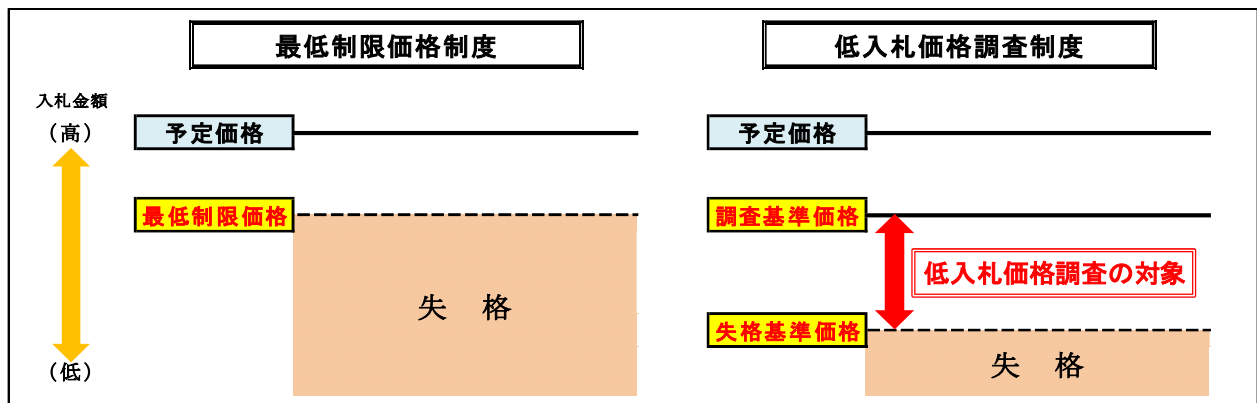 最低制限価格制度
低入札価格調査制度
入札金額
（高）
予定価格
予定価格
最低制限価格
調査基準価格
低入札価格調査の対象
失　格
失格基準価格
失　格
（低）